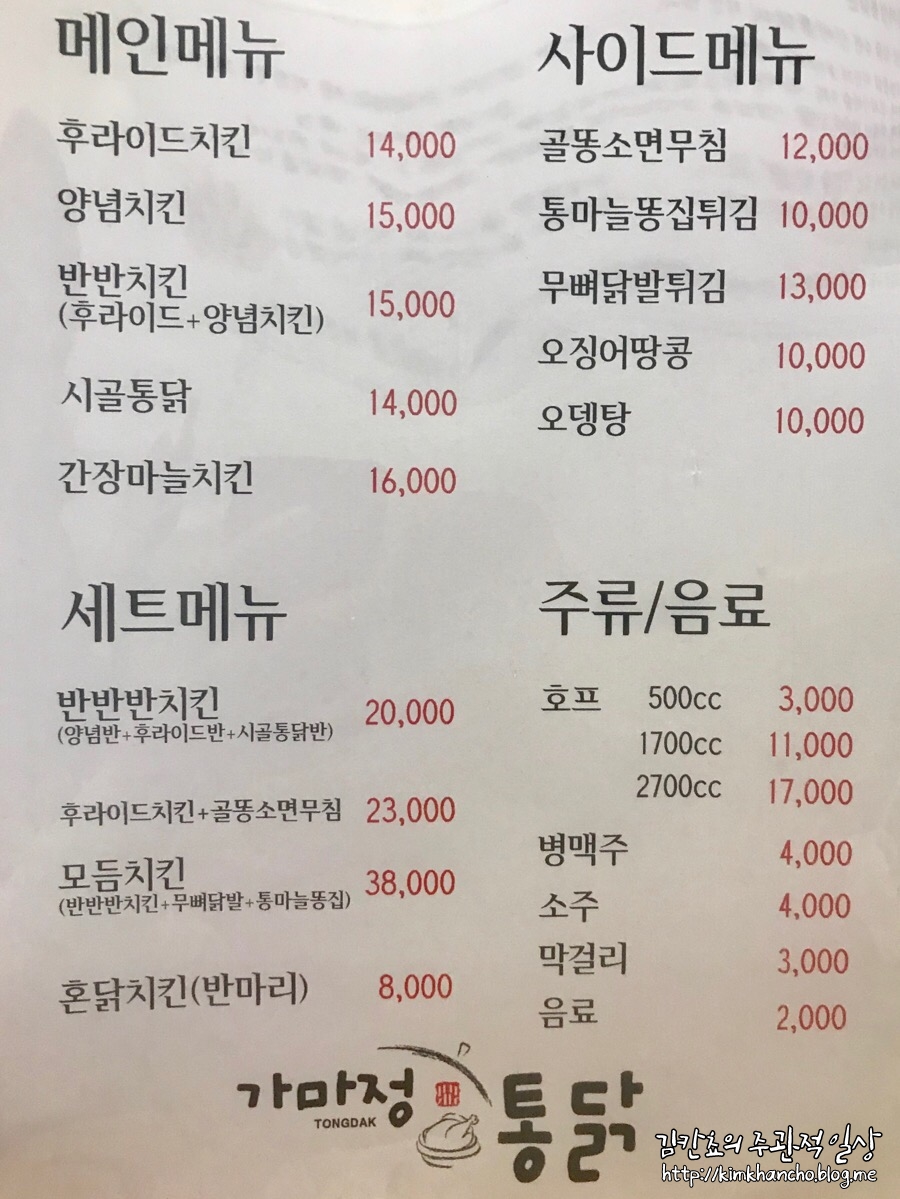 메인메뉴
후라이드치킨 14,000
양념치킨 15,000
반반치킨
(후라이드+양념치킨) 15,000
시골통닭 14,000
간장마늘치킨 16,000
사이드메뉴
골똥소면무침 12,000
통마늘똥집튀김 10,000
무뼈닭발튀김 13,000
오징어땅콩 10,000
오뎅탕 10,000
세트메뉴
반반반치킨 20,000
(양념반+후라이드반+시골통닭반)
후라이드치킨+골똥소면무침 23,000
모듬치킨 38,000
(반반반치킨+무뼈닭발+통마늘똥집)
혼닭치킨(반마리) 8,000
주류/음료
호프 500cc 3,000
1700cc 11,000
2700cc 17,000
병맥주 4,000
소주 4,000
막걸리 3,000
음료 2,000
가마정 통닭
TONGDAK
김칸쵸의 주관적 일상
http://kimkhancho.blog.me